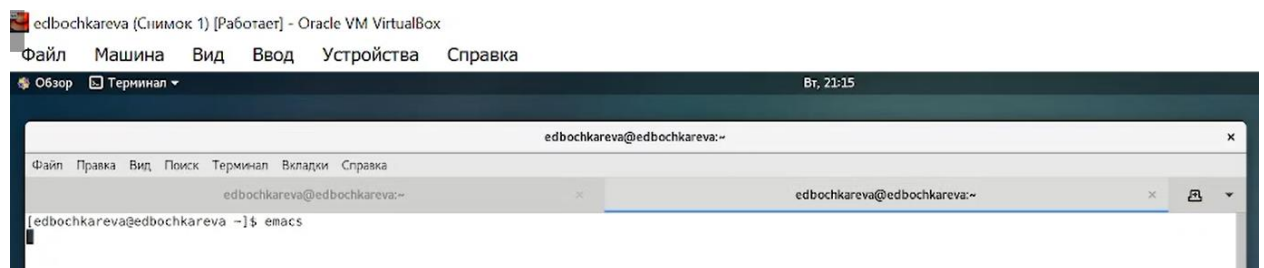 edbochkareva (Снимок 1) [Работает] - Oracle VM VirtualBox
Файл Машина Вид Ввод Устройства Справка
Обзор Терминал Вт, 21:15
edbochkareva@edbochkareva:~ ×
Файл Правка Вид Поиск Терминал Вкладки Справка
edbochkareva@edbochkareva:~ × edbochkareva@edbochkareva:~ ×
[edbochkareva@edbochkareva ~]$ emacs